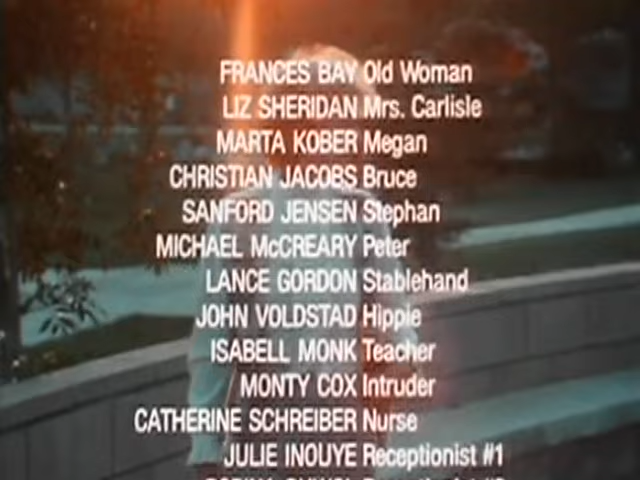 FRANCES BAY Old Woman
LIZ SHERIDAN Mrs. Carlisle
MARTA KOBER Megan
CHRISTIAN JACOBS Bruce
SANFORD JENSEN Stephan
MICHAEL McCREARY Peter
LANCE GORDON Stablehand
JOHN VOLDSTAD Hippie
ISABELL MONK Teacher
MONTY COX Intruder
CATHERINE SCHREIBER Nurse
JULIE INOUYE Receptionist #1